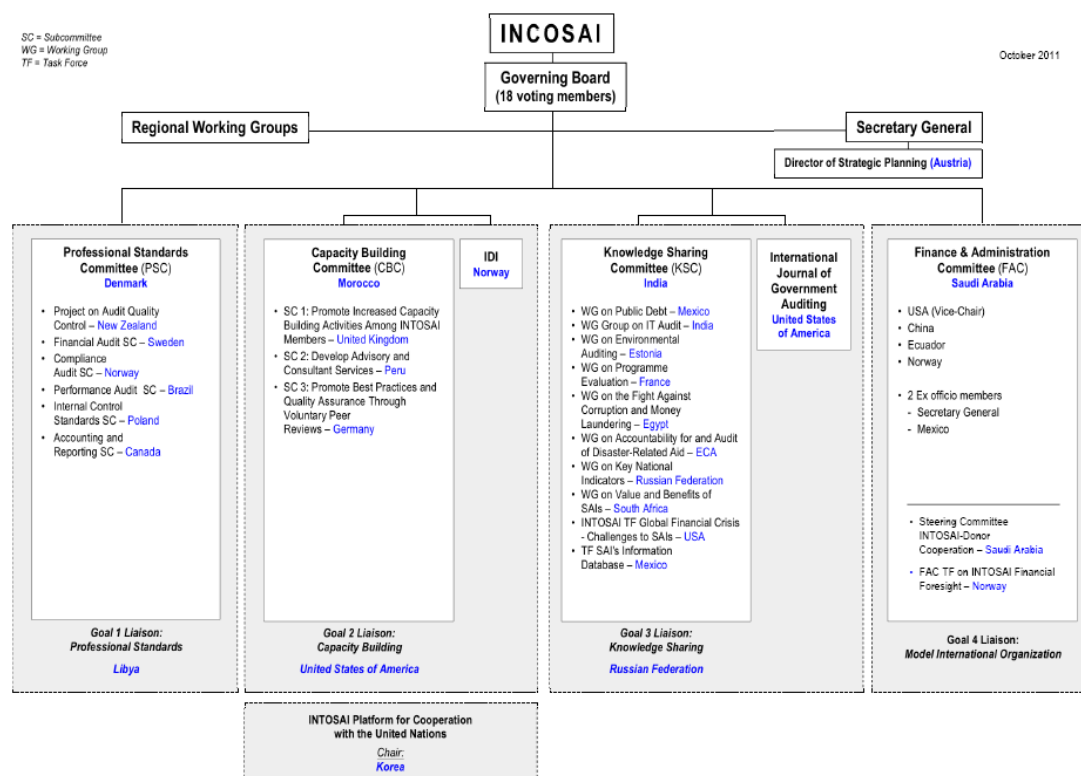 SC = Subcommittee
WG = Working Group
TF = Task Force
INCOSAI
October 2011
Governing Board
(18 voting members)
Regional Working Groups
Secretary General
Director of Strategic Planning (Austria)
Professional Standards
Committee (PSC)
Denmark
• Project on Audit Quality
Control – New Zealand
• Financial Audit SC – Sweden
• Compliance
Audit SC – Norway
• Performance Audit SC – Brazil
• Internal Control
Standards SC – Poland
• Accounting and
Reporting SC – Canada
Goal 1 Liaison:
Professional Standards
Libya
Capacity Building
Committee (CBC)
Morocco
• SC 1: Promote Increased Capacity
Building Activities Among INTOSAI
Members – United Kingdom
• SC 2: Develop Advisory and
Consultant Services – Peru
• SC 3: Promote Best Practices and
Quality Assurance Through
Voluntary Peer
Reviews – Germany
IDI
Norway
Goal 2 Liaison:
Capacity Building
United States of America
Knowledge Sharing
Committee (KSC)
India
• WG on Public Debt – Mexico
• WG Group on IT Audit – India
• WG on Environmental
Auditing – Estonia
• WG on Programme
Evaluation – France
• WG on the Fight Against
Corruption and Money
Laundering – Egypt
• WG on Accountability for and Audit
of Disaster-Related Aid – ECA
• WG on Key National
Indicators – Russian Federation
• WG on Value and Benefits of
SAIs – South Africa
• INTOSAI TF Global Financial Crisis
- Challenges to SAIs – USA
• TF SAI's Information
Database – Mexico
International
Journal of
Government
Auditing
United States
of America
Goal 3 Liaison:
Knowledge Sharing
Russian Federation
Finance & Administration
Committee (FAC)
Saudi Arabia
• USA (Vice-Chair)
• China
• Ecuador
• Norway
• 2 Ex officio members
- Secretary General
- Mexico
• Steering Committee
INTOSAI-Donor
Cooperation – Saudi Arabia
• FAC TF on INTOSAI Financial
Foresight – Norway
Goal 4 Liaison:
Model International Organization
INTOSAI Platform for Cooperation
with the United Nations
Chair:
Korea